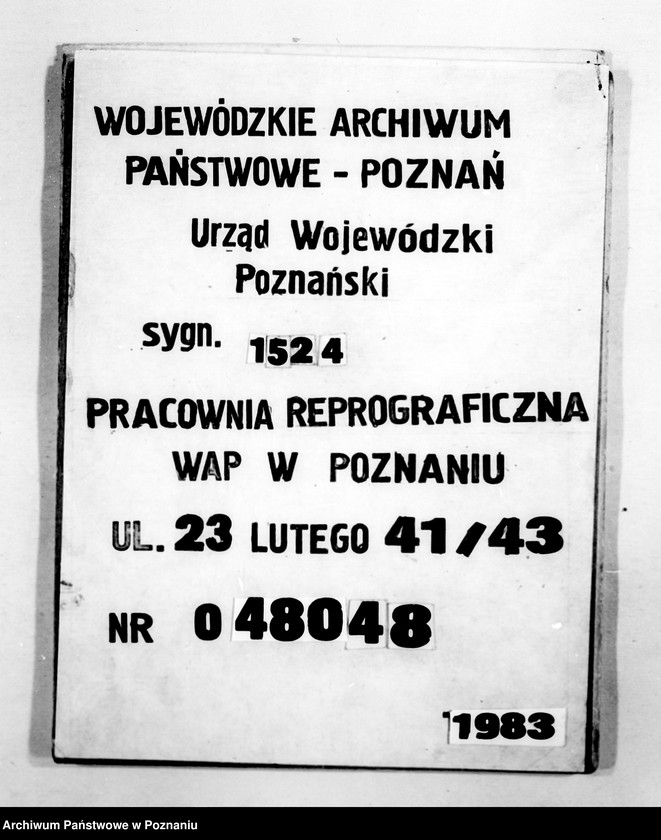 WOJEWÓDZKIE ARCHIWUM
PAŃSTWOWE - POZNAŃ
Urząd Wojewódzki
Poznański
sygn. 1524
PRACOWNIA REPROGRAFICZNA
WAP W POZNANIU
UL. 23 LUTEGO 41/43
NR 048048
1983
Archiwum Państwowe w Poznaniu